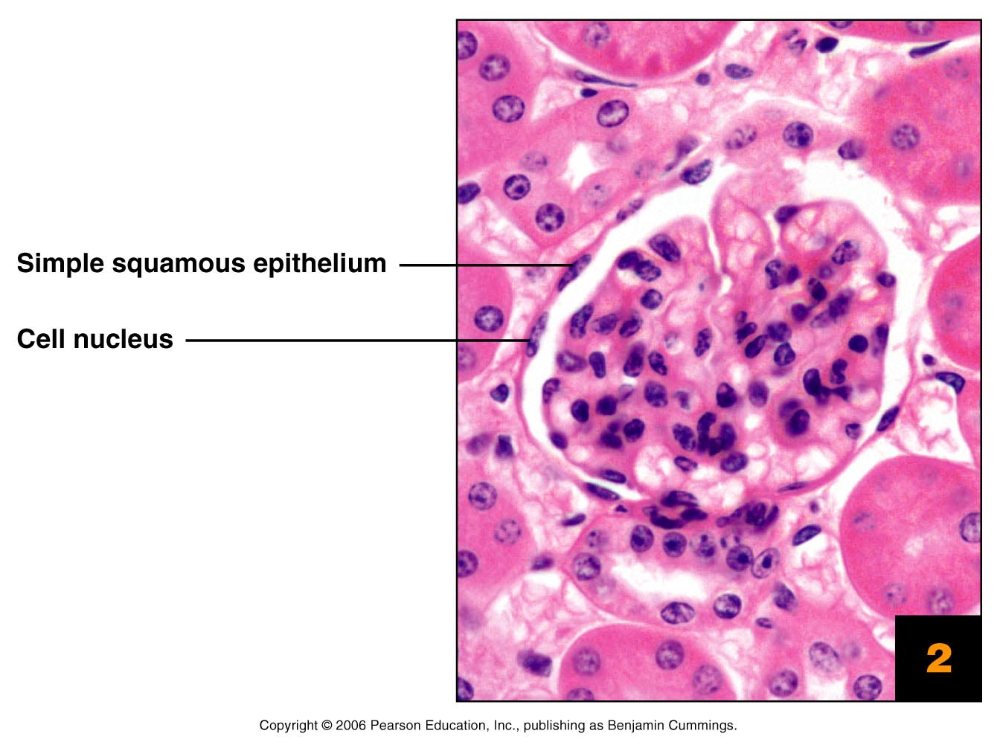 Simple squamous epithelium
Cell nucleus
2
Copyright © 2006 Pearson Education, Inc., publishing as Benjamin Cummings.